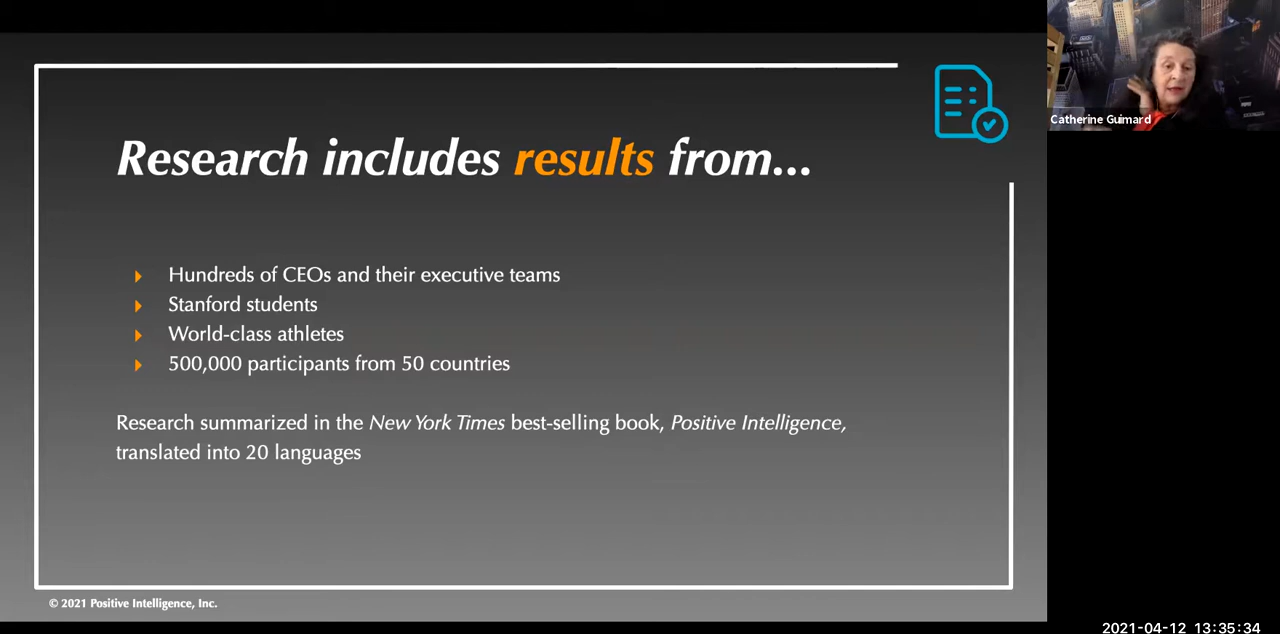 Research includes results from...
Hundreds of CEOs and their executive teams
Stanford students
World-class athletes
500,000 participants from 50 countries
Research summarized in the New York Times best-selling book, Positive Intelligence,
translated into 20 languages
© 2021 Positive Intelligence, Inc.
Catherine Guimard
2021-04-12 13:35:34